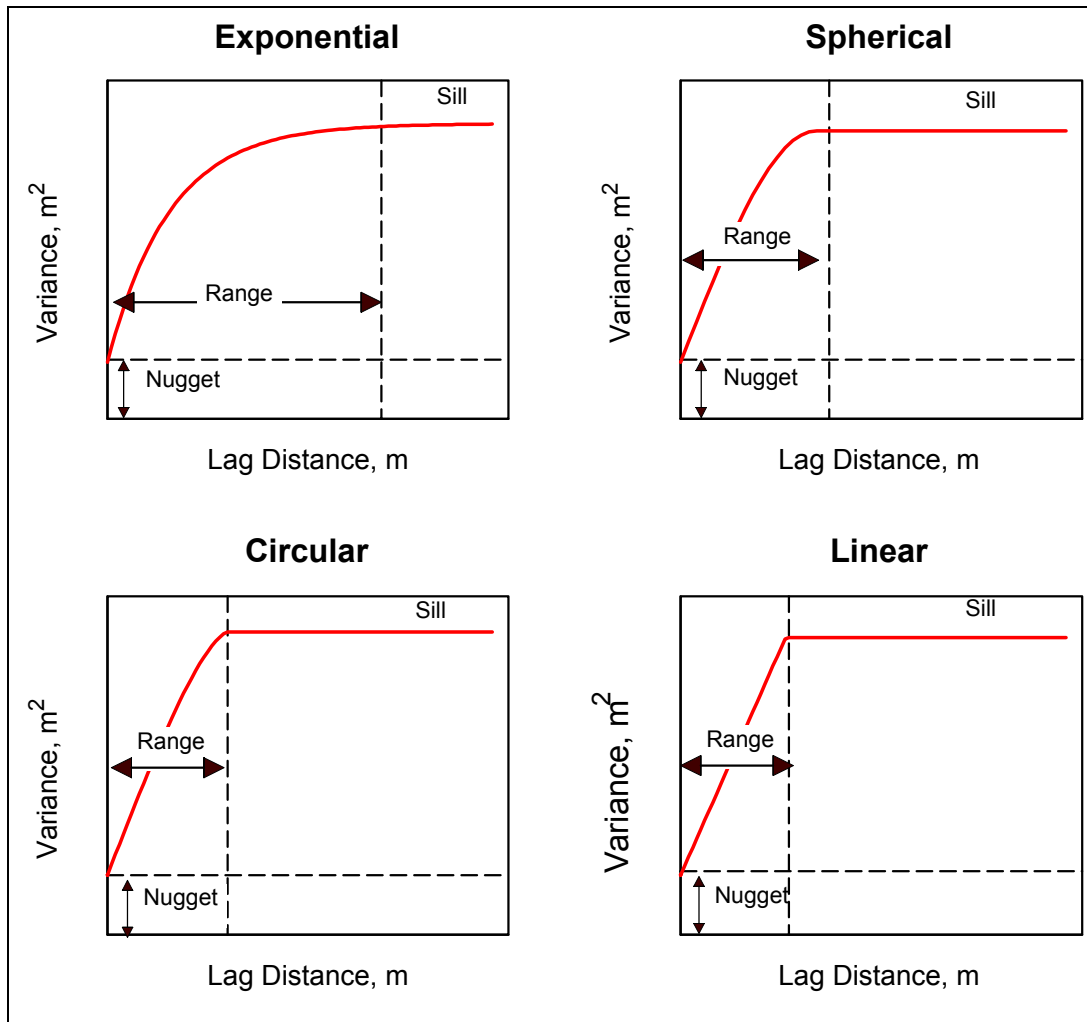 Exponential
Sill
Range
Nugget
Variance, m²
Lag Distance, m
Spherical
Sill
Range
Nugget
Variance, m²
Lag Distance, m
Circular
Sill
Range
Nugget
Variance, m²
Lag Distance, m
Linear
Sill
Range
Nugget
Variance, m²
Lag Distance, m